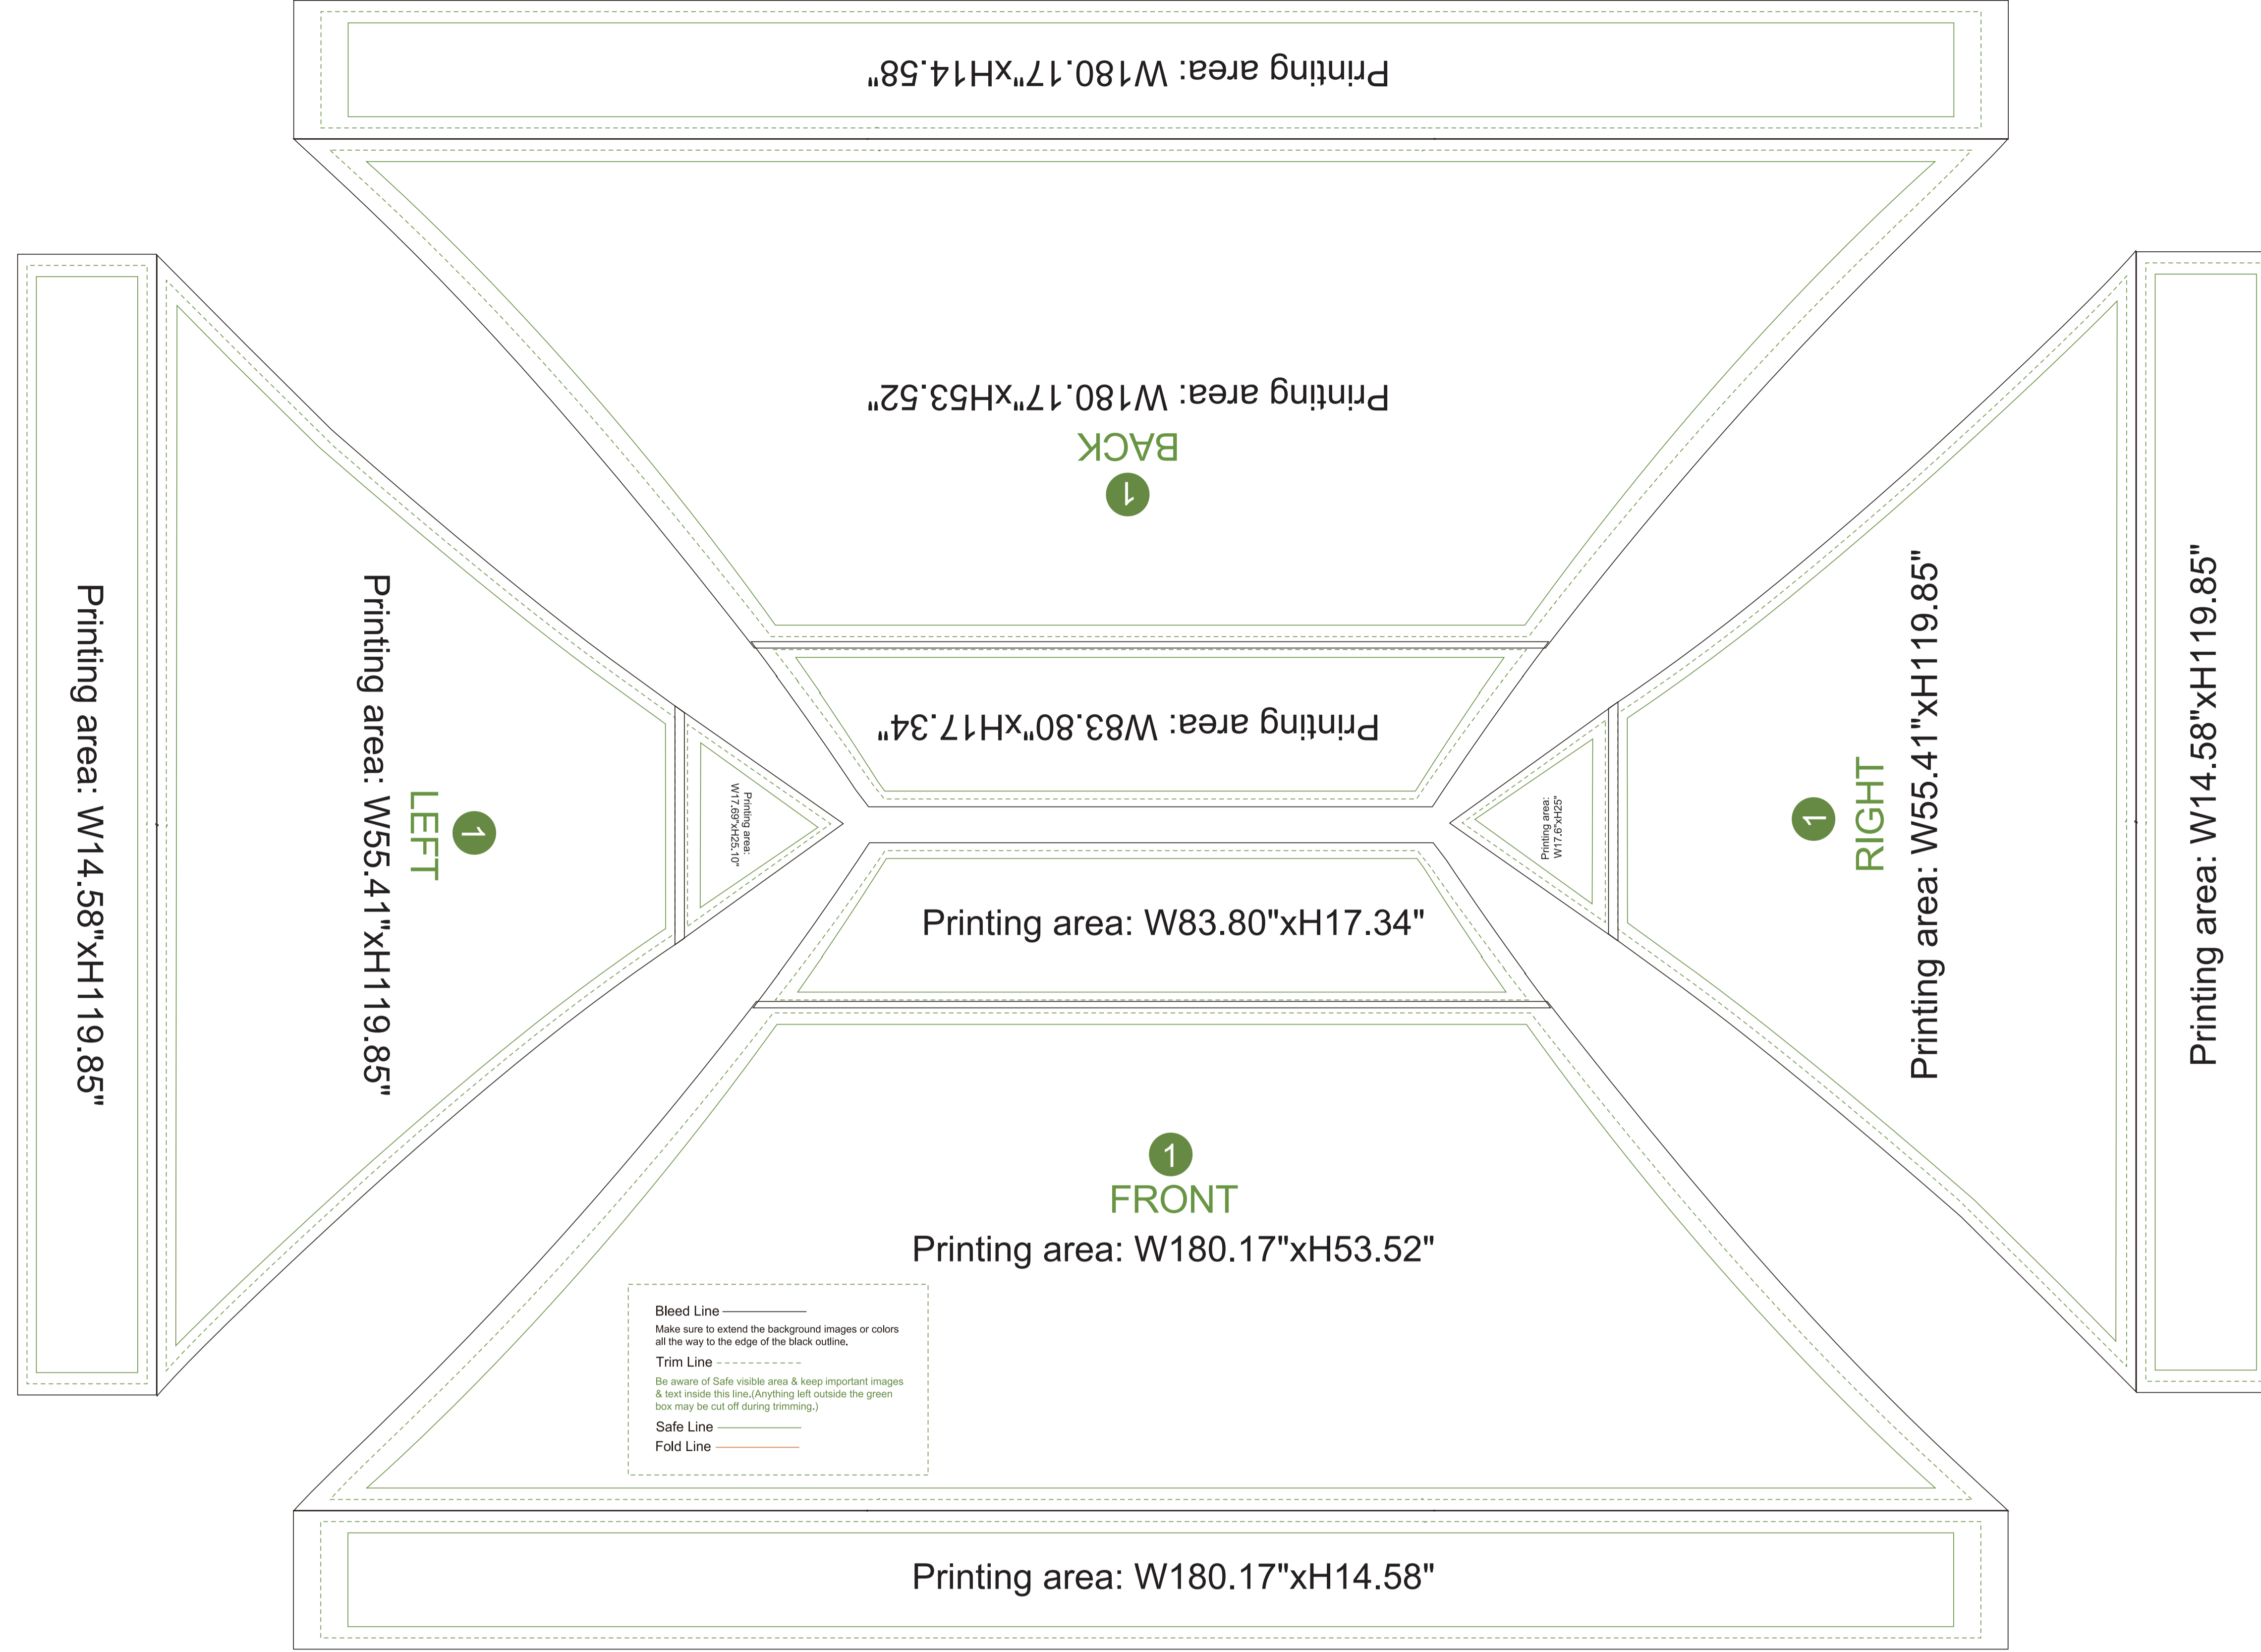 Printing area: W180.17"xH14.58"
Printing area: W180.17"xH53.52"
BACK
1
Printing area: W83.80"xH17.34"
Printing area: W14.58"xH119.85"
Printing area: W55.41"xH119.85"
LEFT
1
Printing area:
W17.69"xH25.10"
Printing area:
W17.6"xH25"
1
RIGHT
Printing area: W55.41"xH119.85"
Printing area: W14.58"xH119.85"
Printing area: W83.80"xH17.34"
1
FRONT
Printing area: W180.17"xH53.52"
Bleed Line
Make sure to extend the background images or colors
all the way to the edge of the black outline.
Trim Line
Be aware of Safe visible area & keep important images
& text inside this line.(Anything left outside the green
box may be cut off during trimming.)
Safe Line
Fold Line
Printing area: W180.17"xH14.58"